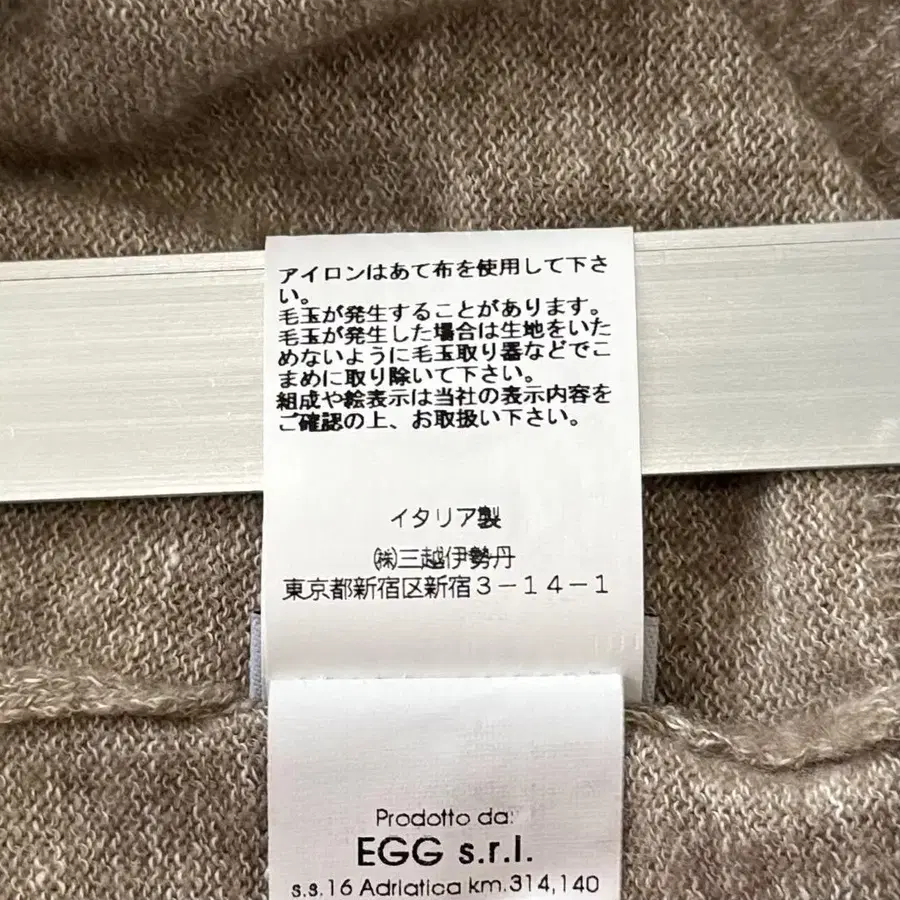 アイロンはあて布を使用して下さ
い。
毛玉が発生することがあります。
毛玉が発生した場合は生地をいた
めないように毛玉取り器などでこ
まめに取り除いて下さい。
組成や絵表示は当社の表示内容を
ご確認の上、お取扱い下さい。
イタリア製
㈱三越伊勢丹
東京都新宿区新宿3-14-1
Prodotto da:
EGG s.r.l.
s.s.16 Adriatica km.314,140